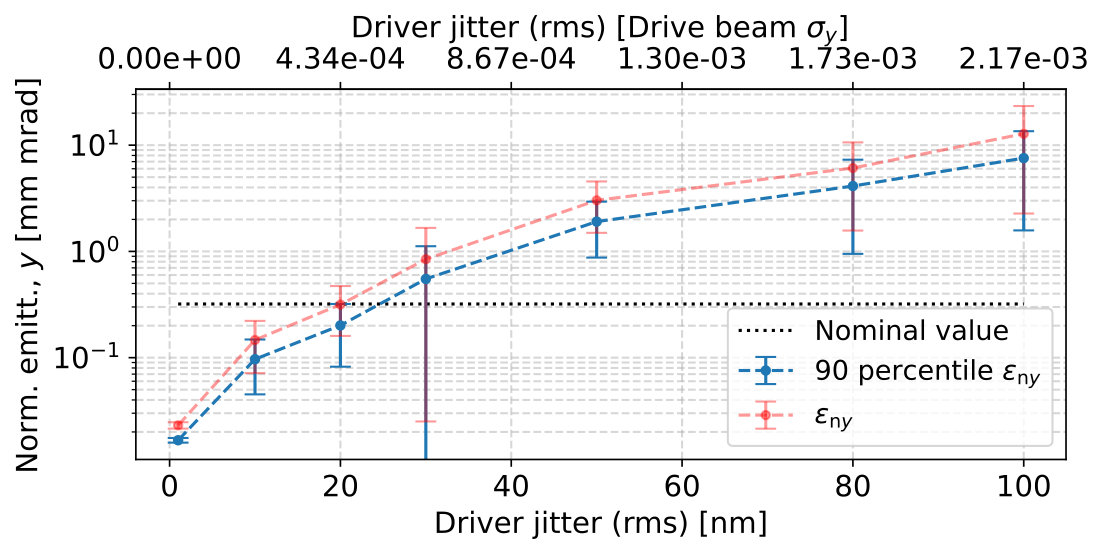 Driver jitter (rms) [Drive beam σy]
0.00e+00 4.34e-04 8.67e-04 1.30e-03 1.73e-03 2.17e-03
Norm. emitt., y [mm mrad]
10¹
10⁰
10⁻¹
Nominal value
90 percentile εny
εny
0 20 40 60 80 100
Driver jitter (rms) [nm]